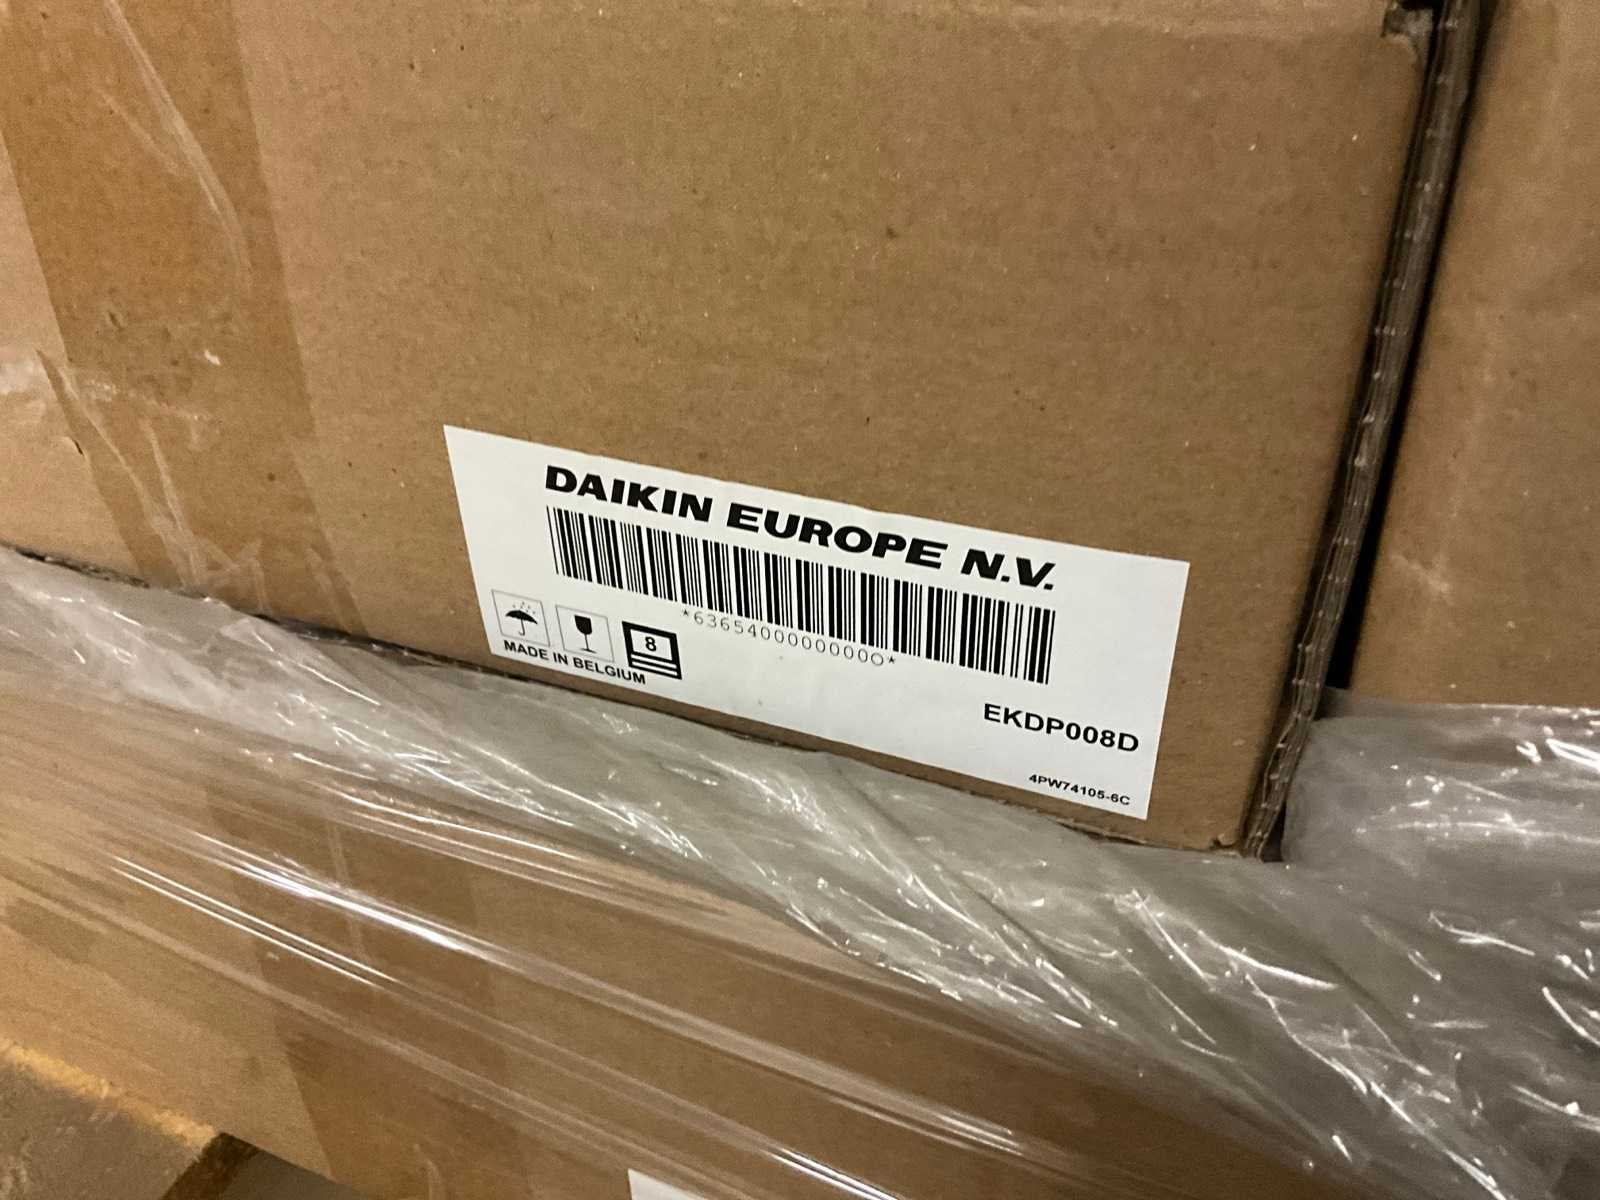 DAIKIN EUROPE N.V.
*63654000000000*
8
MADE IN BELGIUM
EKDP008D
4PW74105-6C